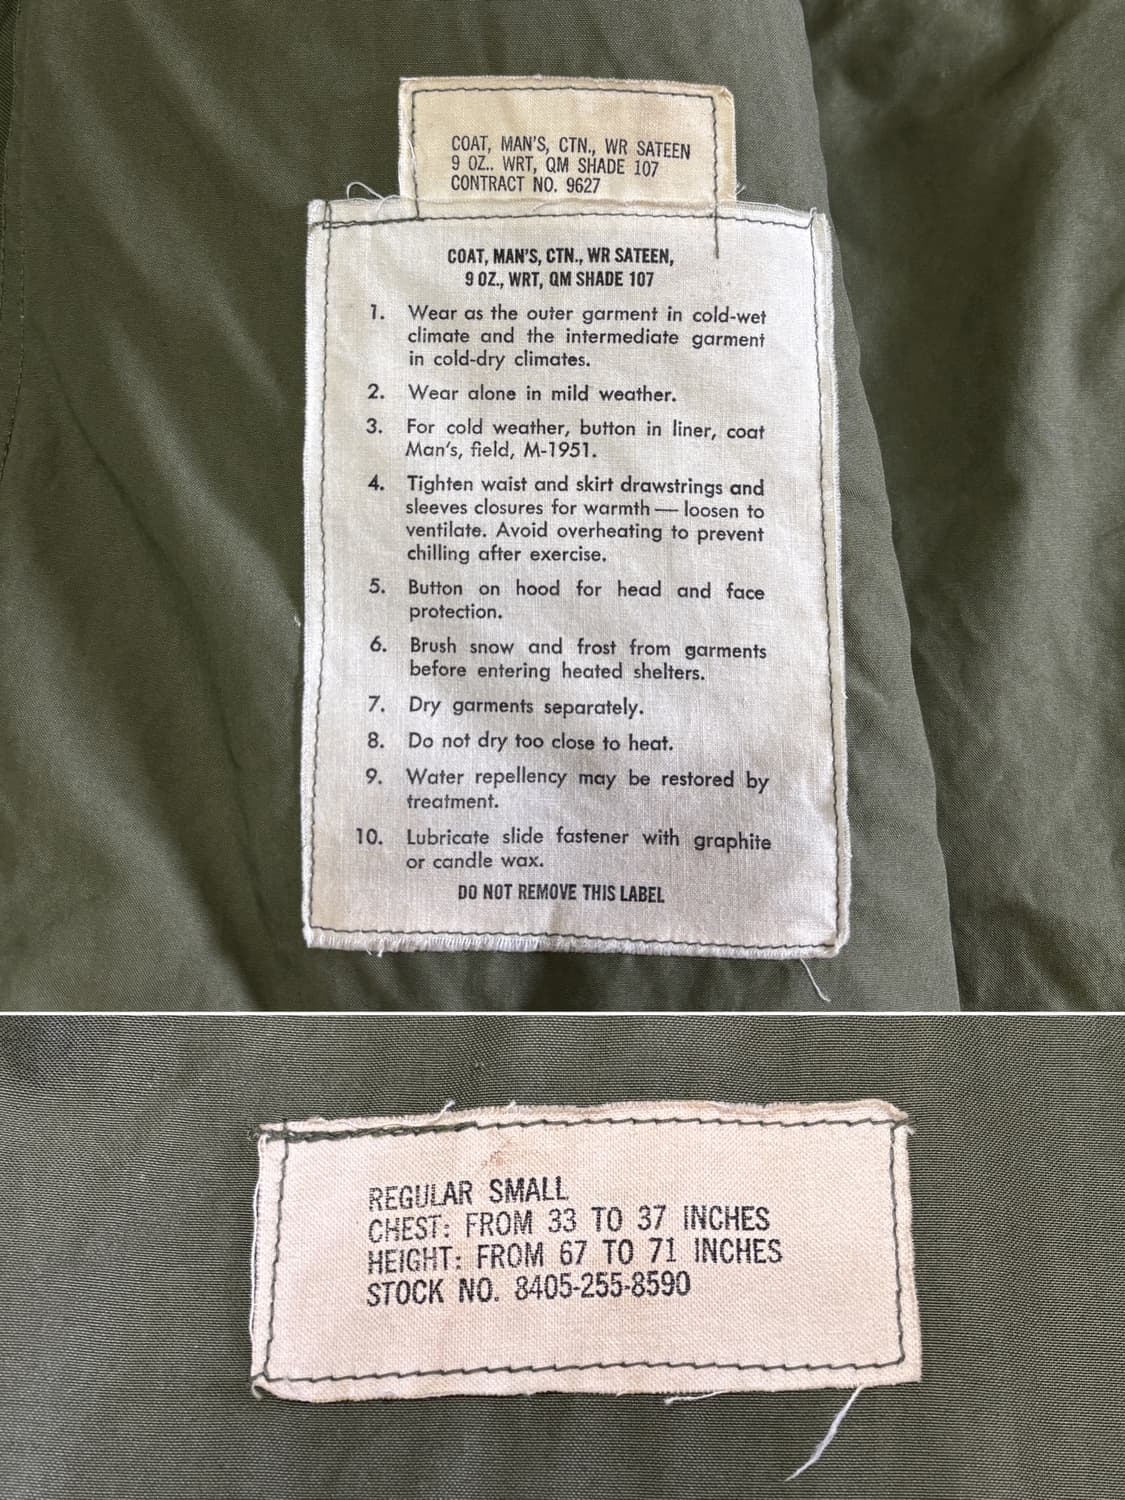 COAT, MAN'S, CTN., WR SATEEN
9 OZ.. WRT, QM SHADE 107
CONTRACT NO. 9627
COAT, MAN'S, CTN., WR SATEEN,
9 OZ., WRT, QM SHADE 107
1. Wear as the outer garment in cold-wet
climate and the intermediate garment
in cold-dry climates.
2. Wear alone in mild weather.
3. For cold weather, button in liner, coat
Man's, field, M-1951.
4. Tighten waist and skirt drawstrings and
sleeves closures for warmth — loosen to
ventilate. Avoid overheating to prevent
chilling after exercise.
5. Button on hood for head and face
protection.
6. Brush snow and frost from garments
before entering heated shelters.
7. Dry garments separately.
8. Do not dry too close to heat.
9. Water repellency may be restored by
treatment.
10. Lubricate slide fastener with graphite
or candle wax.
DO NOT REMOVE THIS LABEL
REGULAR SMALL
CHEST: FROM 33 TO 37 INCHES
HEIGHT: FROM 67 TO 71 INCHES
STOCK NO. 8405-255-8590